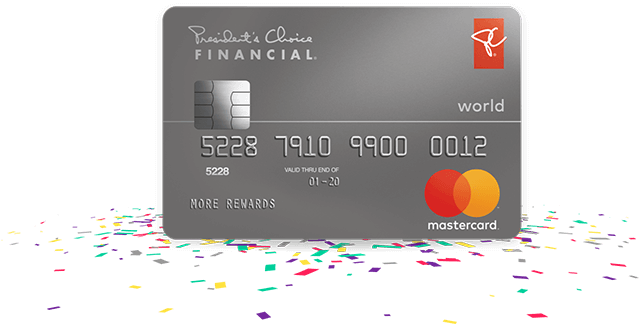 President's Choice
FINANCIAL®
PC®
world
5228 7910 9900 0012
5228
VALID THRU END OF
01-20
MORE REWARDS
mastercard.